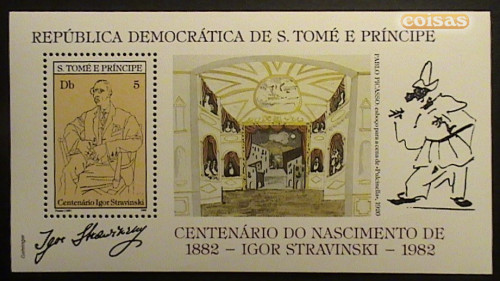 coisas
REPÚBLICA DEMOCRÁTICA DE S. TOMÉ E PRÍNCIPE
S. TOMÉ E PRÍNCIPE
Db 5
Centenário Igor Stravinski
PABLO PICASSO
1920
Igor Strawinsky
CENTENÁRIO DO NASCIMENTO DE
1882 – IGOR STRAVINSKI – 1982